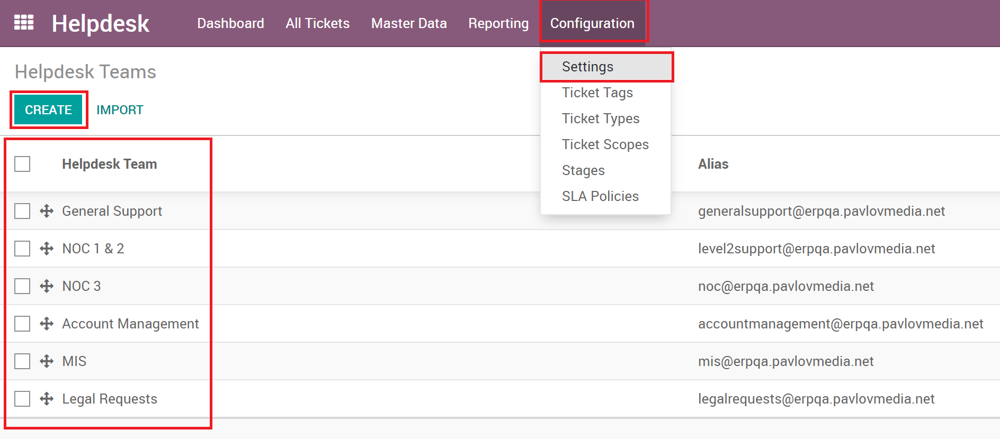 Helpdesk Dashboard All Tickets Master Data Reporting Configuration
Helpdesk Teams
CREATE IMPORT
Settings
Ticket Tags
Ticket Types
Ticket Scopes
Stages
SLA Policies
Helpdesk Team Alias
General Support generalsupport@erpqa.pavlovmedia.net
NOC 1 & 2 level2support@erpqa.pavlovmedia.net
NOC 3 noc@erpqa.pavlovmedia.net
Account Management accountmanagement@erpqa.pavlovmedia.net
MIS mis@erpqa.pavlovmedia.net
Legal Requests legalrequests@erpqa.pavlovmedia.net